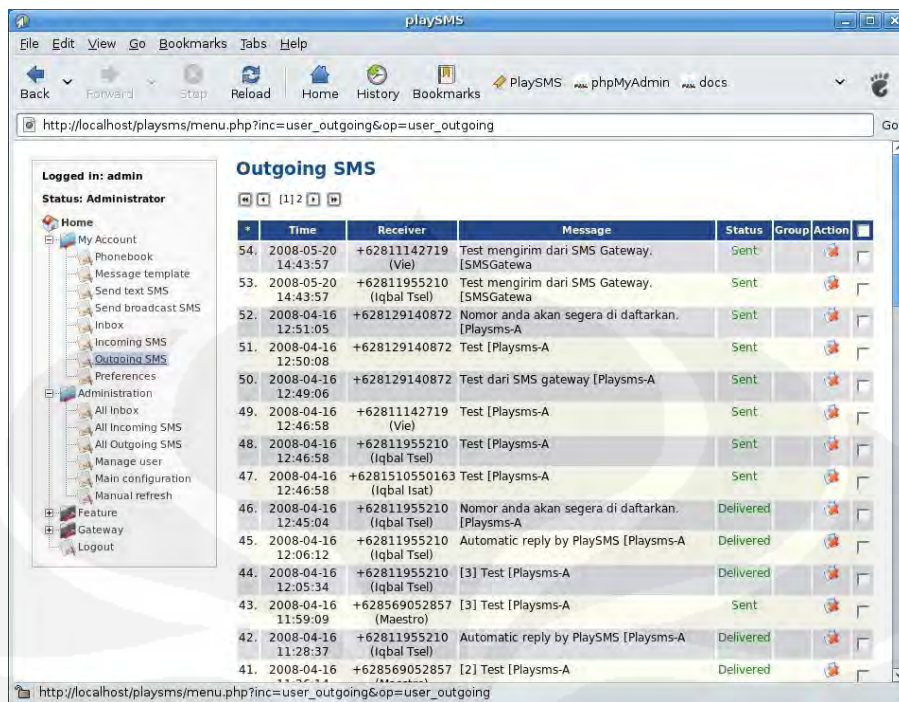 playSMS
File Edit View Go Bookmarks Tabs Help
Back Forward Stop Reload Home History Bookmarks PlaySMS phpMyAdmin docs
http://localhost/playsms/menu.php?inc=user_outgoing&op=user_outgoing Go
Logged in: admin
Status: Administrator
Home
My Account
Phonebook
Message template
Send text SMS
Send broadcast SMS
Inbox
Incoming SMS
Outgoing SMS
Preferences
Administration
All Inbox
All Incoming SMS
All Outgoing SMS
Manage user
Main configuration
Manual refresh
Feature
Gateway
Logout
Outgoing SMS
[1] 2
* Time Receiver Message Status Group Action
54. 2008-05-20 +62811142719 Test mengirim dari SMS Gateway. Sent
14:43:57 (Vie) [SMSGatewa
53. 2008-05-20 +62811955210 Test mengirim dari SMS Gateway. Sent
14:43:57 (Iqbal Tsel) [SMSGatewa
52. 2008-04-16 +628129140872 Nomor anda akan segera di daftarkan. Sent
12:51:05 [Playsms-A
51. 2008-04-16 +628129140872 Test [Playsms-A Sent
12:50:08
50. 2008-04-16 +628129140872 Test dari SMS gateway [Playsms-A Sent
12:49:06
49. 2008-04-16 +62811142719 Test [Playsms-A Sent
12:46:58 (Vie)
48. 2008-04-16 +62811955210 Test [Playsms-A Sent
12:46:58 (Iqbal Tsel)
47. 2008-04-16 +6281510550163 Test [Playsms-A Sent
12:46:58 (Iqbal Isat)
46. 2008-04-16 +62811955210 Nomor anda akan segera di daftarkan. Delivered
12:45:04 (Iqbal Tsel) [Playsms-A
45. 2008-04-16 +62811955210 Automatic reply by PlaySMS [Playsms-A Delivered
12:06:12 (Iqbal Tsel)
44. 2008-04-16 +62811955210 [3] Test [Playsms-A Delivered
12:05:34 (Iqbal Tsel)
43. 2008-04-16 +628569052857 [3] Test [Playsms-A Sent
11:59:09 (Maestro)
42. 2008-04-16 +62811955210 Automatic reply by PlaySMS [Playsms-A Delivered
11:28:37 (Iqbal Tsel)
41. 2008-04-16 +628569052857 [2] Test [Playsms-A Delivered
http://localhost/playsms/menu.php?inc=user_outgoing&op=user_outgoing